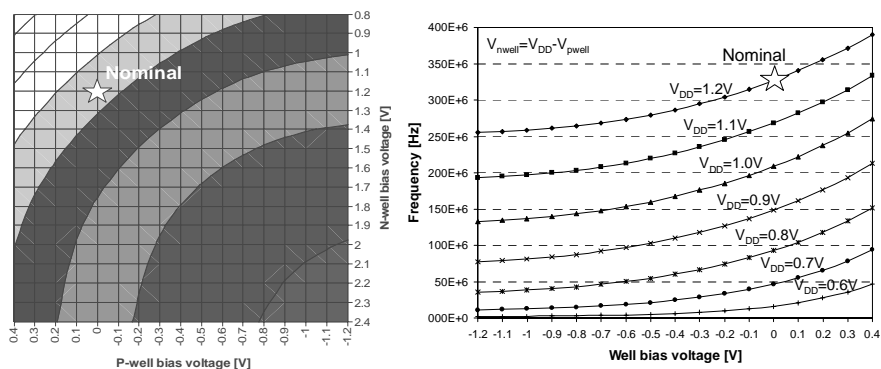 0.8
0.9
1.0
1.1
1.2
1.3
1.4
1.5
1.6
1.7
1.8
1.9
2
2.1
2.2
2.3
2.4
N-well bias voltage [V]
Nominal
0.4
0.3
0.2
0.1
0
-0.1
-0.2
-0.3
-0.4
-0.5
-0.6
-0.7
-0.8
-0.9
-1.0
-1.1
-1.2
P-well bias voltage [V]
400E+6
350E+6
300E+6
250E+6
200E+6
150E+6
100E+6
050E+6
000E+6
Frequency [Hz]
Vnwell=VDD-Vpwell
Nominal
VDD=1.2V
VDD=1.1V
VDD=1.0V
VDD=0.9V
VDD=0.8V
VDD=0.7V
VDD=0.6V
-1.2 -1.1 -1 -0.9 -0.8 -0.7 -0.6 -0.5 -0.4 -0.3 -0.2 -0.1 0 0.1 0.2 0.3 0.4
Well bias voltage [V]